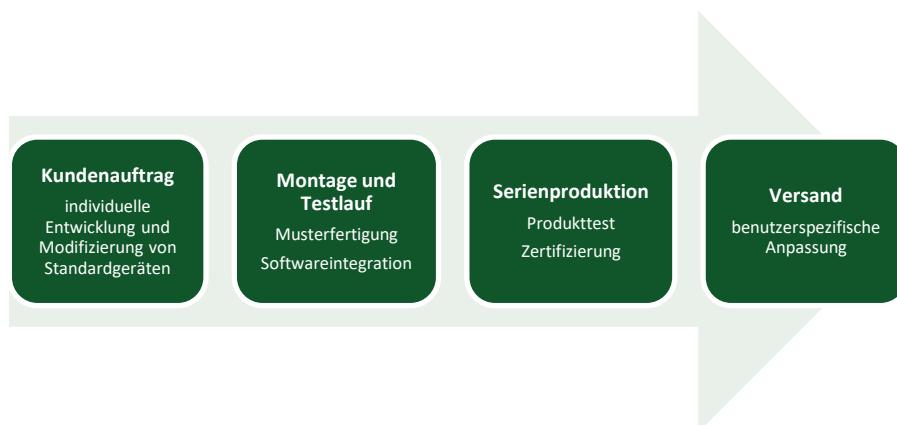 Kundenauftrag
individuelle
Entwicklung und
Modifizierung von
Standardgeräten
Montage und
Testlauf
Musterfertigung
Softwareintegration
Serienproduktion
Produkttest
Zertifizierung
Versand
benutzerspezifische
Anpassung